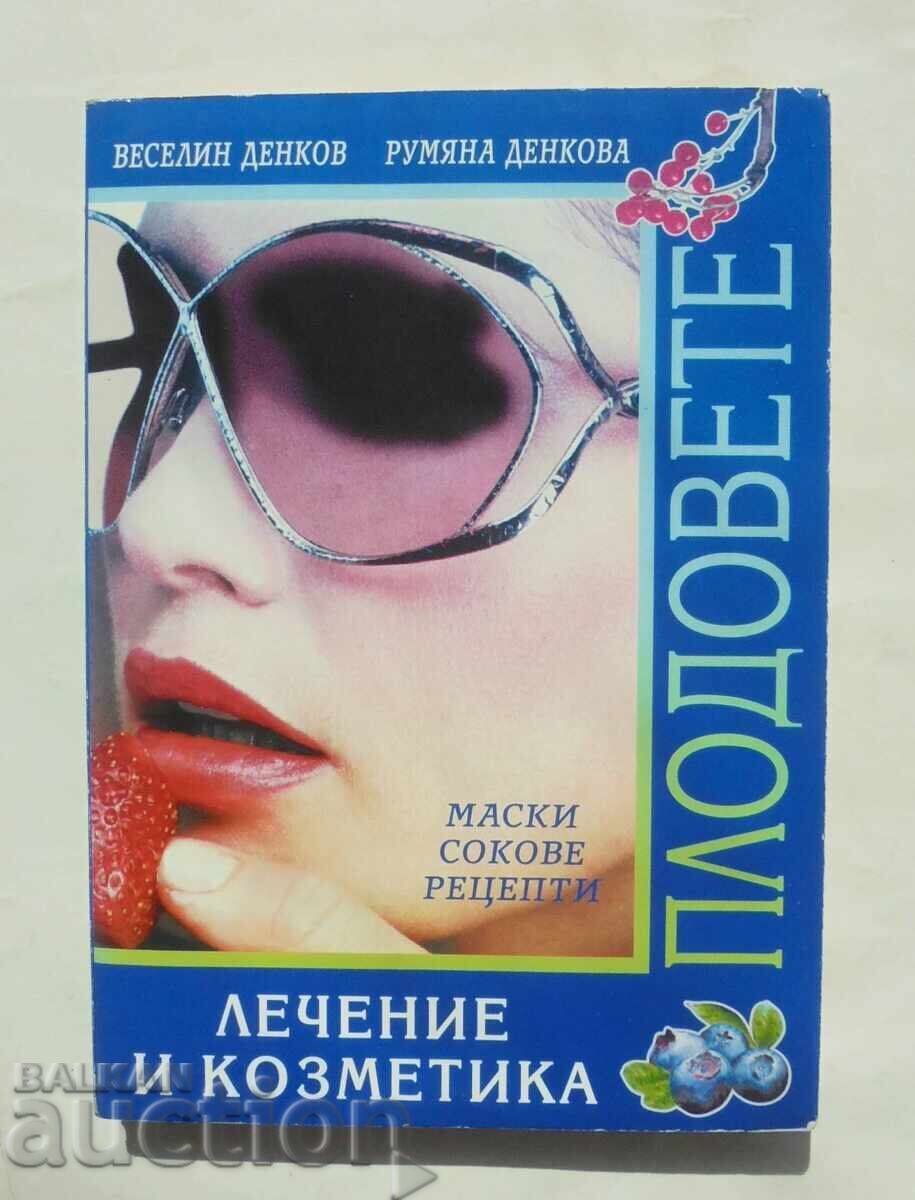 ВЕСЕЛИН ДЕНКОВ РУМЯНА ДЕНКОВА
ПЛОДОВЕТЕ
МАСКИ
СОКОВЕ
РЕЦЕПТИ
ЛЕЧЕНИЕ
И КОЗМЕТИКА
BALKAN
auction